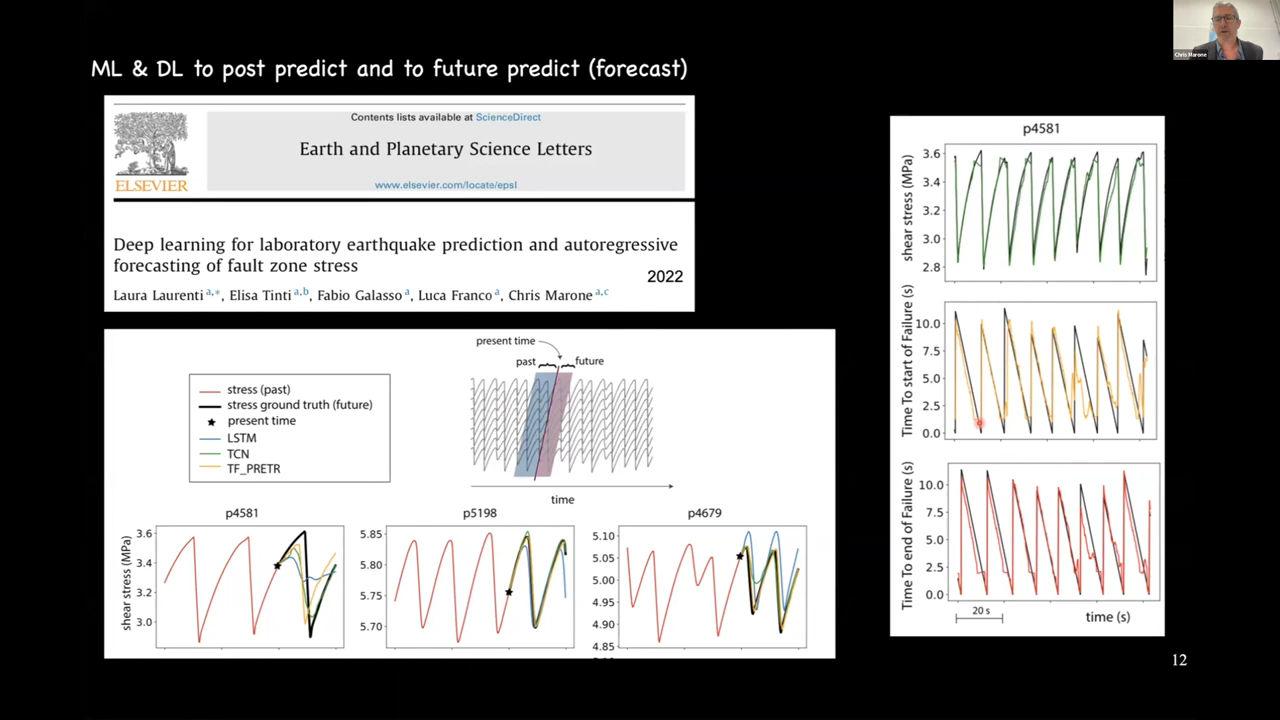 Chris Marone
ML & DL to post predict and to future predict (forecast)
Contents lists available at ScienceDirect
Earth and Planetary Science Letters
www.elsevier.com/locate/epsl
ELSEVIER
Deep learning for laboratory earthquake prediction and autoregressive
forecasting of fault zone stress
2022
Laura Laurenti a,*, Elisa Tinti a,b, Fabio Galasso a, Luca Franco a, Chris Marone a,c
stress (past)
stress ground truth (future)
present time
LSTM
TCN
TF_PRETR
present time
past
future
time
p4581
3.6
3.4
3.2
3.0
shear stress (MPa)
p5198
5.85
5.80
5.75
5.70
p4679
5.10
5.05
5.00
4.95
4.90
4.85
p4581
3.6
3.4
3.2
3.0
2.8
shear stress (MPa)
10.0
7.5
5.0
2.5
0.0
Time To start of Failure (s)
10.0
7.5
5.0
2.5
0.0
Time To end of Failure (s)
20 s
time (s)
12